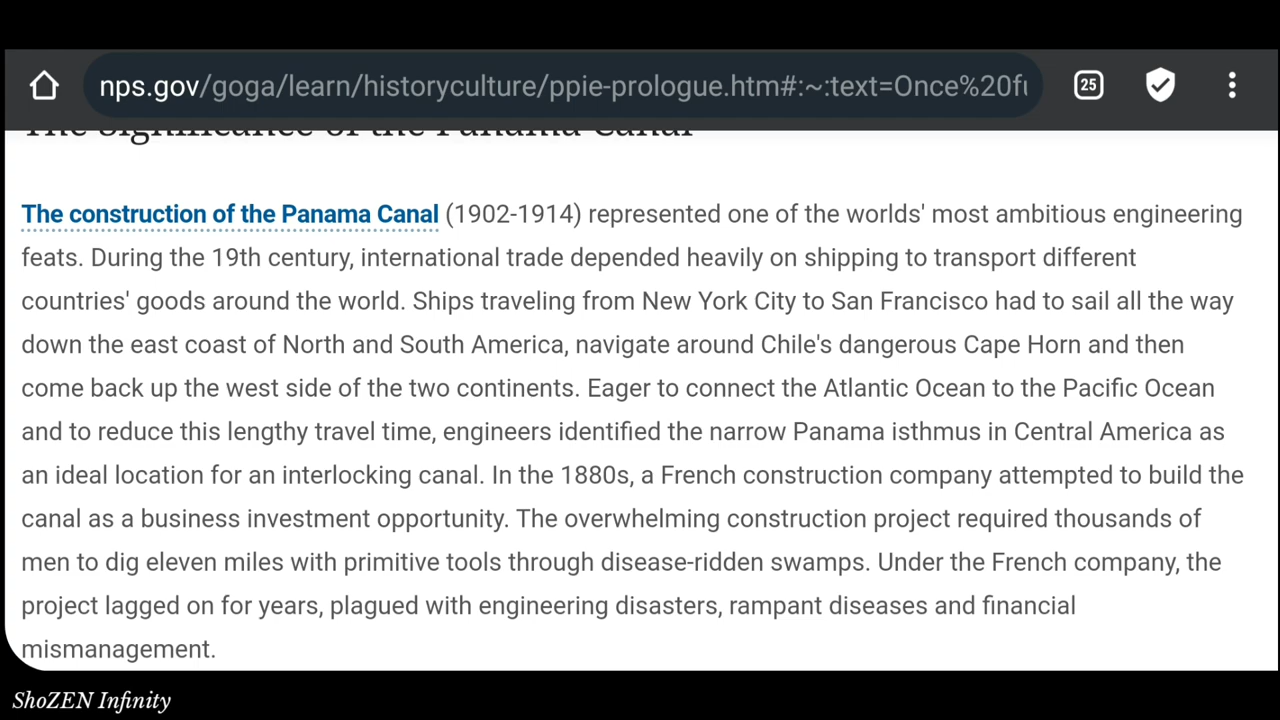 nps.gov/goga/learn/historyculture/ppie-prologue.htm#:~:text=Once%20fu
25
The Significance of the Panama Canal
The construction of the Panama Canal (1902-1914) represented one of the worlds' most ambitious engineering
feats. During the 19th century, international trade depended heavily on shipping to transport different
countries' goods around the world. Ships traveling from New York City to San Francisco had to sail all the way
down the east coast of North and South America, navigate around Chile's dangerous Cape Horn and then
come back up the west side of the two continents. Eager to connect the Atlantic Ocean to the Pacific Ocean
and to reduce this lengthy travel time, engineers identified the narrow Panama isthmus in Central America as
an ideal location for an interlocking canal. In the 1880s, a French construction company attempted to build the
canal as a business investment opportunity. The overwhelming construction project required thousands of
men to dig eleven miles with primitive tools through disease-ridden swamps. Under the French company, the
project lagged on for years, plagued with engineering disasters, rampant diseases and financial
mismanagement.
ShoZEN Infinity